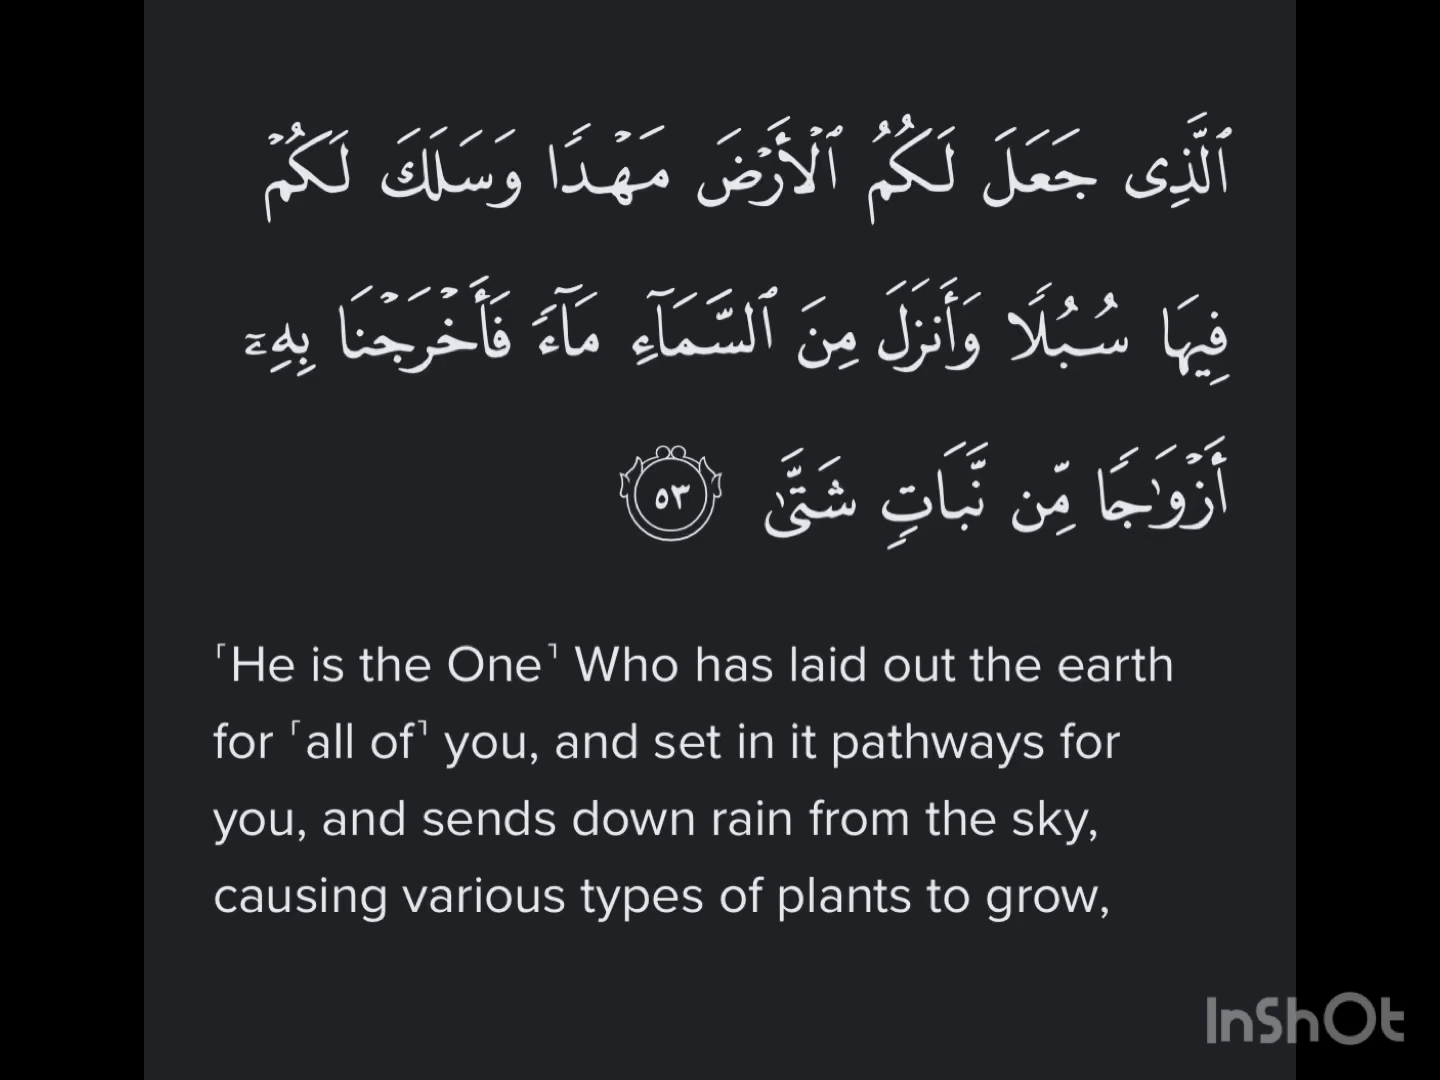 ٱلَّذِى جَعَلَ لَكُمُ ٱلْأَرْضَ مَهْدًا وَسَلَكَ لَكُمْ
فِيهَا سُبُلًا وَأَنزَلَ مِنَ ٱلسَّمَآءِ مَآءً فَأَخْرَجْنَا بِهِۦٓ
أَزْوَٰجًا مِّن نَّبَاتٍ شَتَّىٰ ٥٣
⸢He is the One⸣ Who has laid out the earth
for ⸢all of⸣ you, and set in it pathways for
you, and sends down rain from the sky,
causing various types of plants to grow,
InShOt